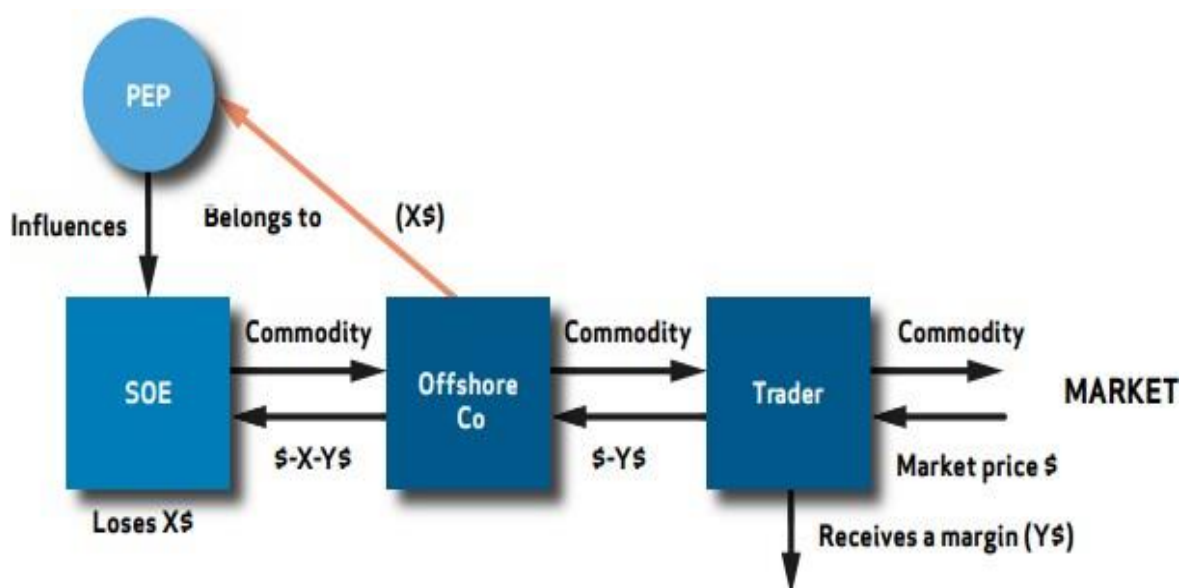 PEP
Influences
Belongs to
(X$)
SOE
Commodity
$-X-Y$
Loses X$
Offshore
Co
Commodity
$-Y$
Trader
Commodity
MARKET
Market price $
Receives a margin (Y$)